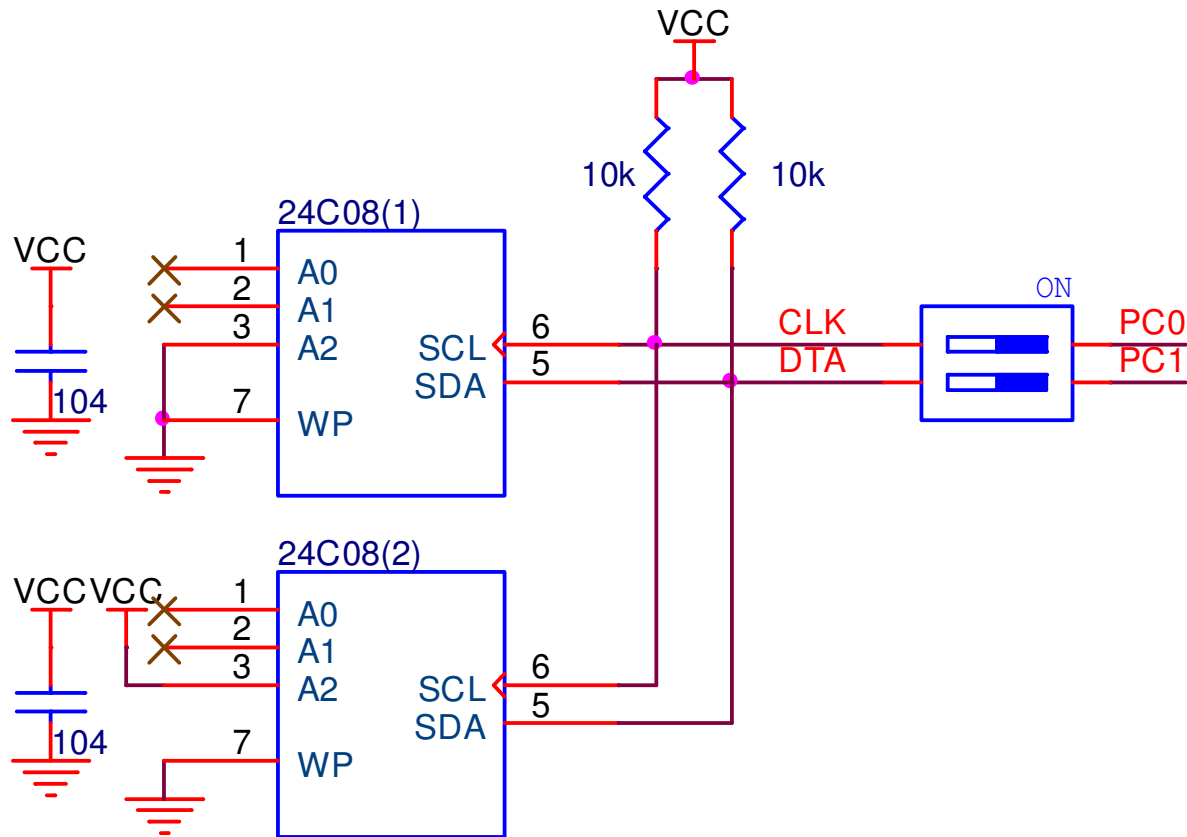 VCC
10k 10k
24C08(1)
VCC
1 A0
2 A1
3 A2
SCL 6 CLK
SDA 5 DTA
ON
PC0
PC1
104
7 WP
24C08(2)
VCC VCC
1 A0
2 A1
3 A2
SCL 6
SDA 5
104
7 WP